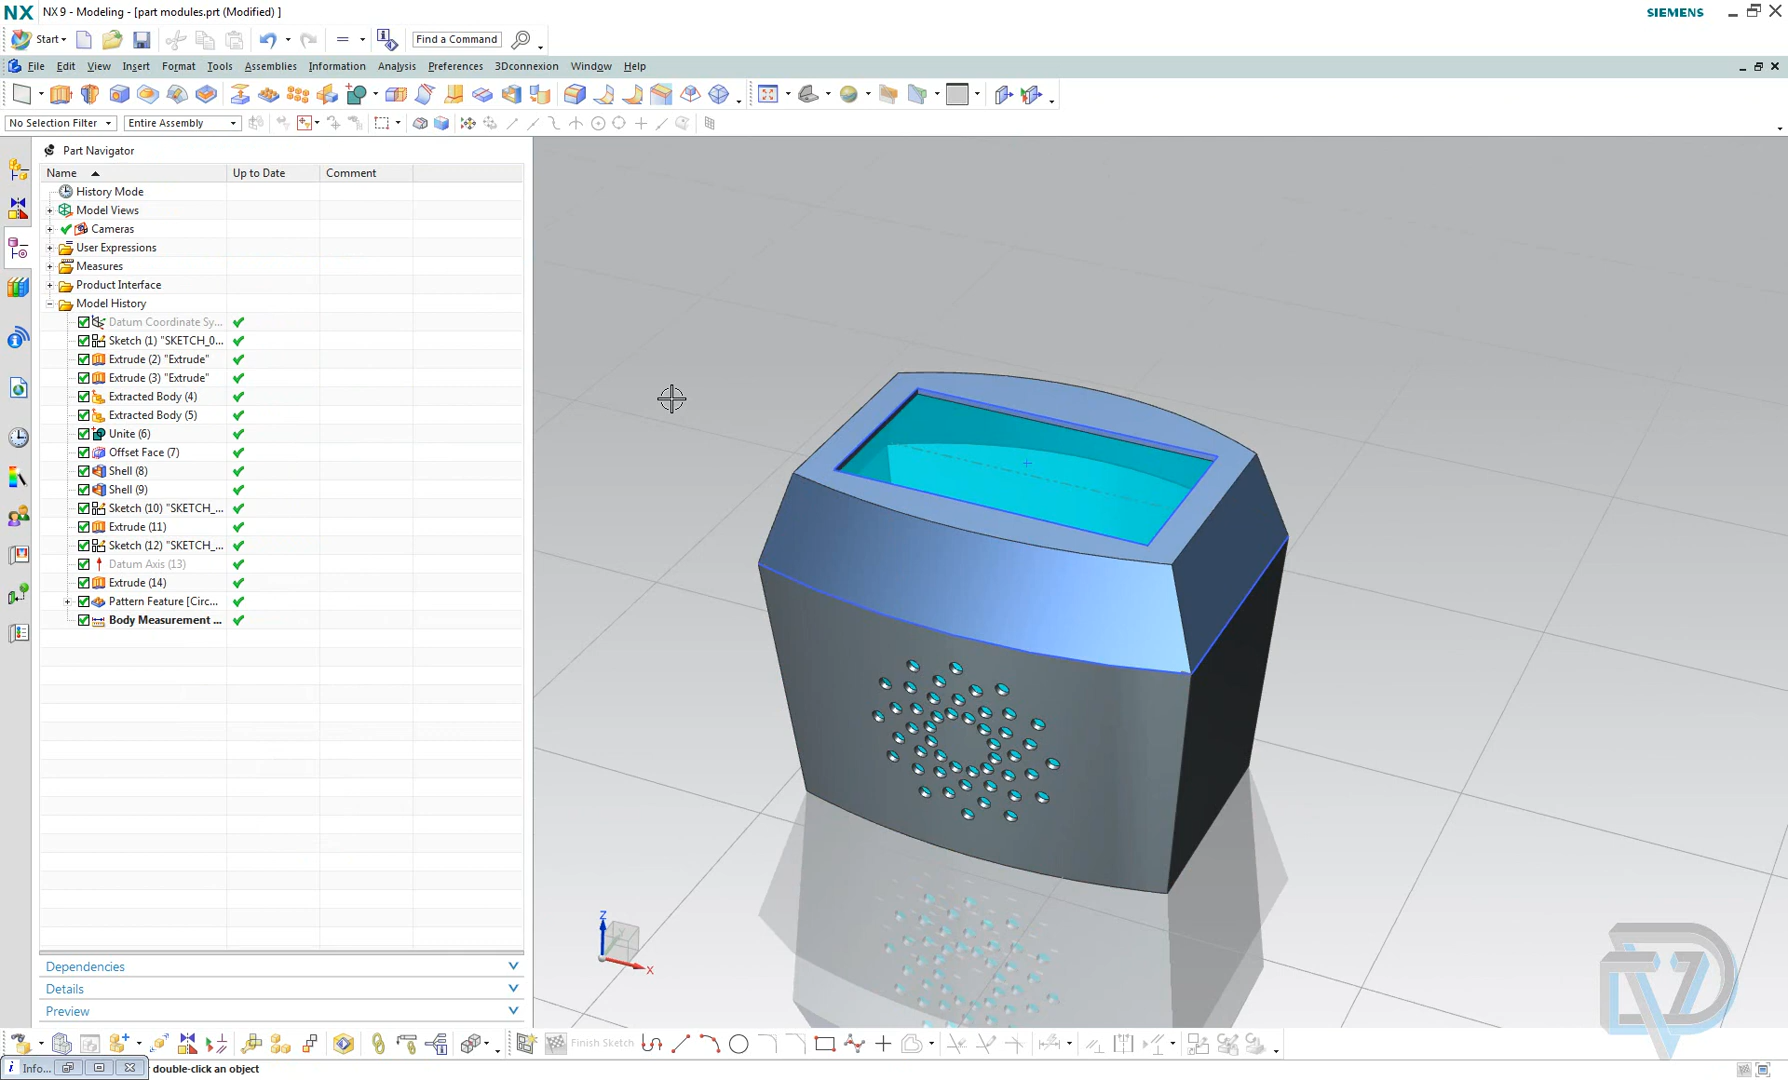 NX NX 9 - Modeling - [part modules.prt (Modified) ] SIEMENS
Start Find a Command
File Edit View Insert Format Tools Assemblies Information Analysis Preferences 3Dconnexion Window Help
No Selection Filter Entire Assembly
Part Navigator
Name Up to Date Comment
History Mode
Model Views
Cameras
User Expressions
Measures
Product Interface
Model History
Datum Coordinate Sy...
Sketch (1) "SKETCH_0...
Extrude (2) "Extrude"
Extrude (3) "Extrude"
Extracted Body (4)
Extracted Body (5)
Unite (6)
Offset Face (7)
Shell (8)
Shell (9)
Sketch (10) "SKETCH_...
Extrude (11)
Sketch (12) "SKETCH_...
Datum Axis (13)
Extrude (14)
Pattern Feature [Circ...
Body Measurement ...
Z
Y
X
Dependencies
Details
Preview
Finish Sketch
i Info... double-click an object